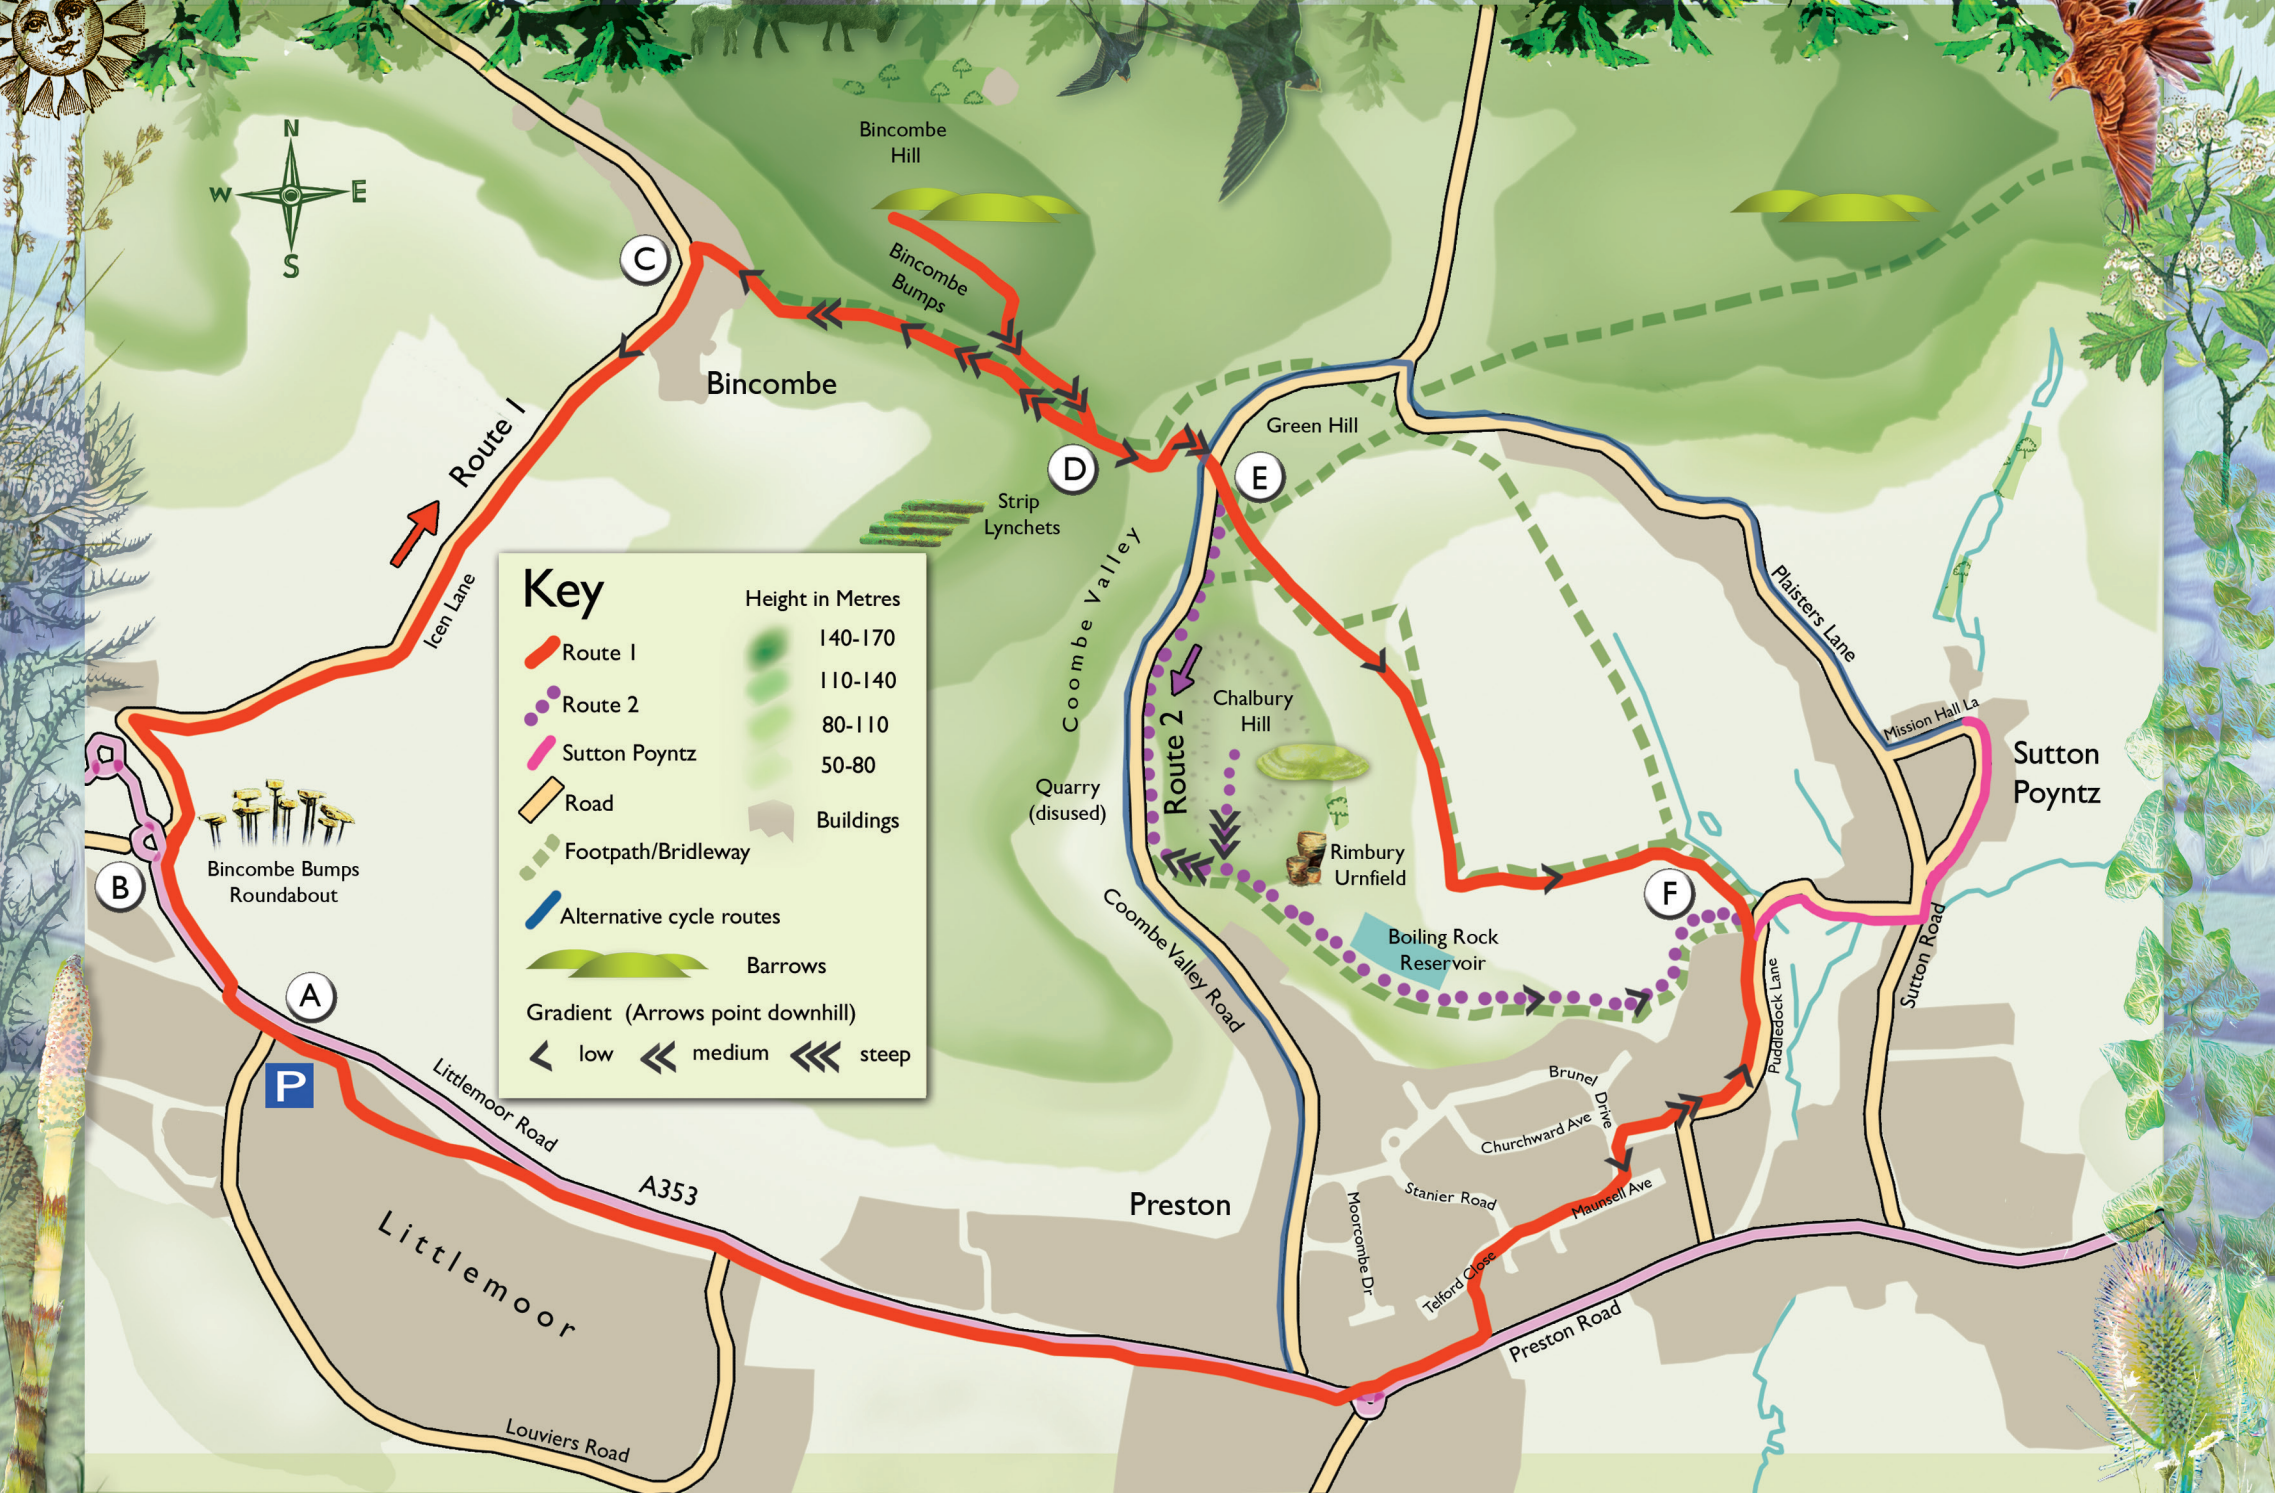 N
W
E
S
Bincombe
Hill
Bincombe
Bumps
C
Route 1
Bincombe
Green Hill
D
E
Strip
Lynchets
Icen Lane
Coombe Valley
Plaisters Lane
Key
Route 1
Route 2
Sutton Poyntz
Road
Footpath/Bridleway
Alternative cycle routes
Barrows
Height in Metres
140-170
110-140
80-110
50-80
Buildings
Gradient (Arrows point downhill)
low
medium
steep
Chalbury
Hill
Route 2
Mission Hall La
Sutton
Poyntz
Quarry
(disused)
Bincombe Bumps
Roundabout
B
Rimbury
Urnfield
F
Boiling Rock
Reservoir
Coombe Valley Road
Sutton Road
Puddledock Lane
A
P
Littlemoor Road
A353
Brunel Drive
Churchward Ave
Stanier Road
Maunsell Ave
Moorcombe Dr
Telford Close
Preston
Littlemoor
Preston Road
Louviers Road